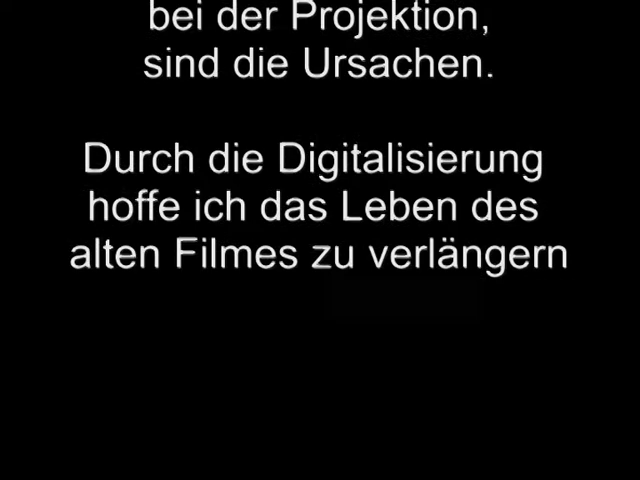 bei der Projektion,
sind die Ursachen.
Durch die Digitalisierung
hoffe ich das Leben des
alten Filmes zu verlängern